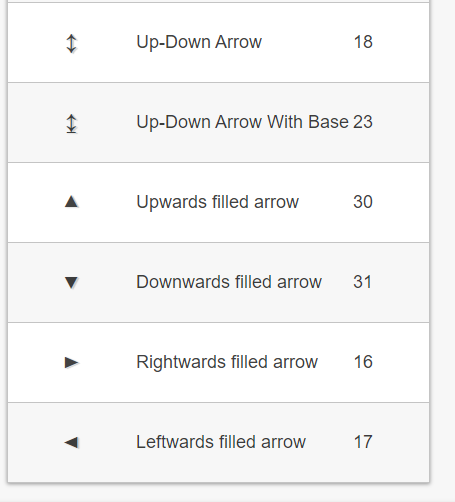 ↕ Up-Down Arrow 18
↨ Up-Down Arrow With Base 23
▲ Upwards filled arrow 30
▼ Downwards filled arrow 31
► Rightwards filled arrow 16
◄ Leftwards filled arrow 17